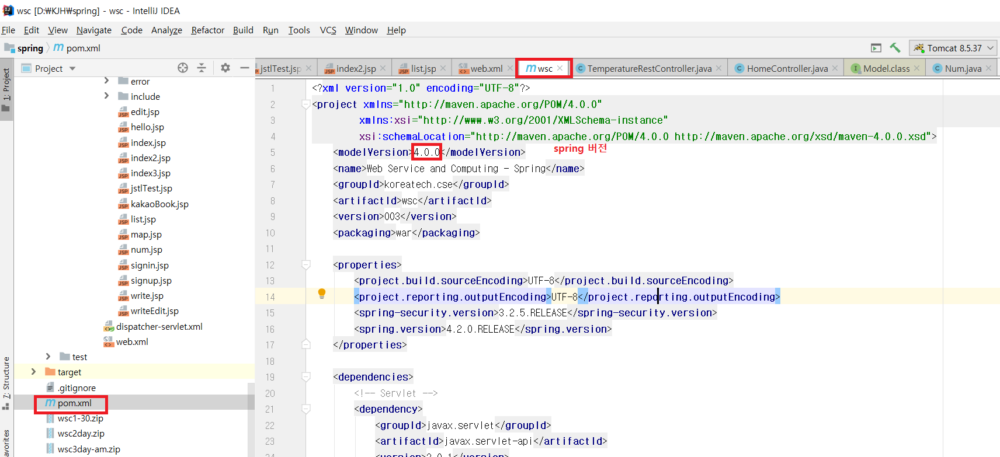 wsc [D:\KJH\spring] - wsc - IntelliJ IDEA
File Edit View Navigate Code Analyze Refactor Build Run Tools VCS Window Help
spring pom.xml
Tomcat 8.5.37
1: Project
7: Structure
Project
error
include
edit.jsp
hello.jsp
index.jsp
index2.jsp
index3.jsp
jstlTest.jsp
kakaoBook.jsp
list.jsp
map.jsp
num.jsp
signin.jsp
signup.jsp
write.jsp
writeEdit.jsp
dispatcher-servlet.xml
web.xml
test
target
.gitignore
pom.xml
wsc1-30.zip
wsc2day.zip
wsc3day-am.zip
jstlTest.jsp index2.jsp list.jsp web.xml wsc TemperatureRestController.java HomeController.java Model.class Num.java
1 <?xml version="1.0" encoding="UTF-8"?>
2 <project xmlns="http://maven.apache.org/POM/4.0.0"
3 xmlns:xsi="http://www.w3.org/2001/XMLSchema-instance"
4 xsi:schemaLocation="http://maven.apache.org/POM/4.0.0 http://maven.apache.org/xsd/maven-4.0.0.xsd">
5 <modelVersion>4.0.0</modelVersion> spring 버전
6 <name>Web Service and Computing - Spring</name>
7 <groupId>koreatech.cse</groupId>
8 <artifactId>wsc</artifactId>
9 <version>003</version>
10 <packaging>war</packaging>
11
12 <properties>
13 <project.build.sourceEncoding>UTF-8</project.build.sourceEncoding>
14 <project.reporting.outputEncoding>UTF-8</project.reporting.outputEncoding>
15 <spring-security.version>3.2.5.RELEASE</spring-security.version>
16 <spring.version>4.2.0.RELEASE</spring.version>
17 </properties>
18
19 <dependencies>
20 <!-- Servlet -->
21 <dependency>
22 <groupId>javax.servlet</groupId>
23 <artifactId>javax.servlet-api</artifactId>